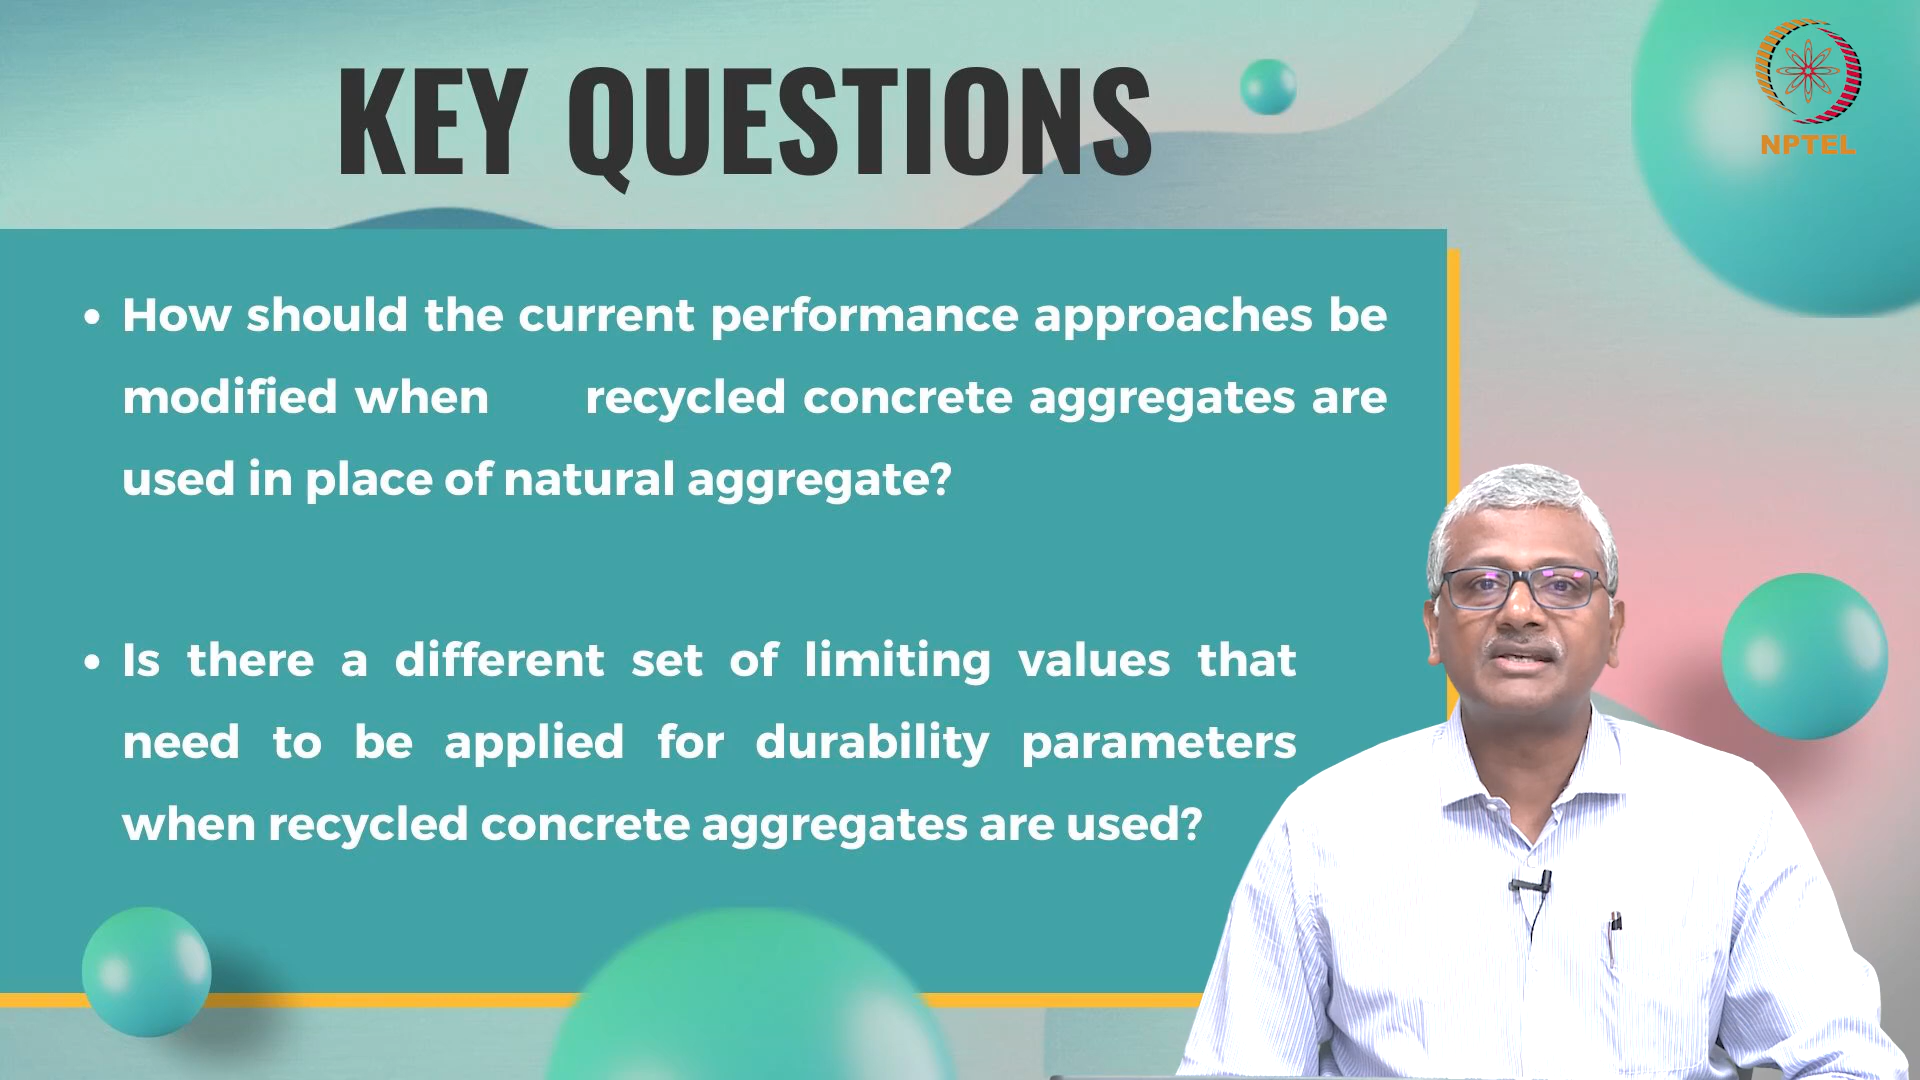 KEY QUESTIONS
NPTEL
• How should the current performance approaches be
modified when recycled concrete aggregates are
used in place of natural aggregate?
• Is there a different set of limiting values that
need to be applied for durability parameters
when recycled concrete aggregates are used?